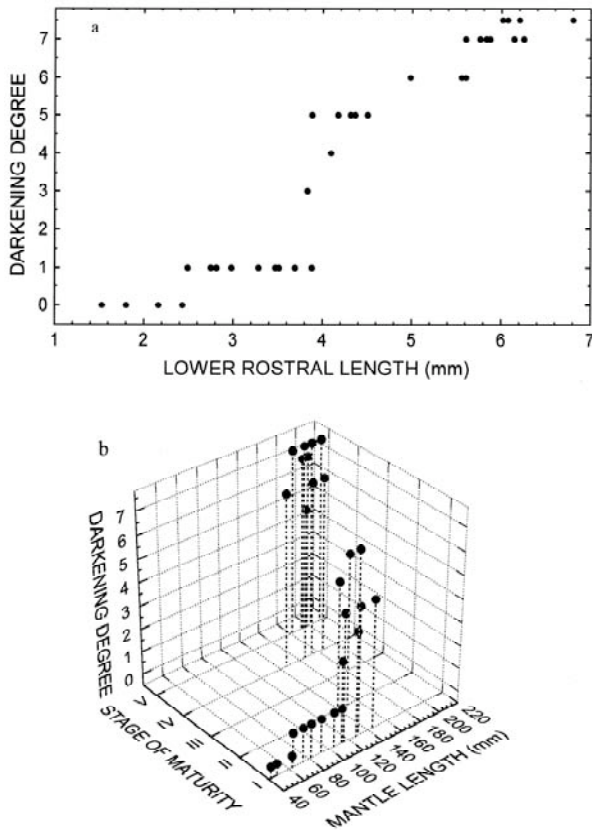 a
7
6
5
4
3
2
1
0
DARKENING DEGREE
1 2 3 4 5 6 7
LOWER ROSTRAL LENGTH (mm)
b
7
6
5
4
3
2
1
0
DARKENING DEGREE
V IV III II I
STAGE OF MATURITY
40 60 80 100 120 140 160 180 200 220
MANTLE LENGTH (mm)